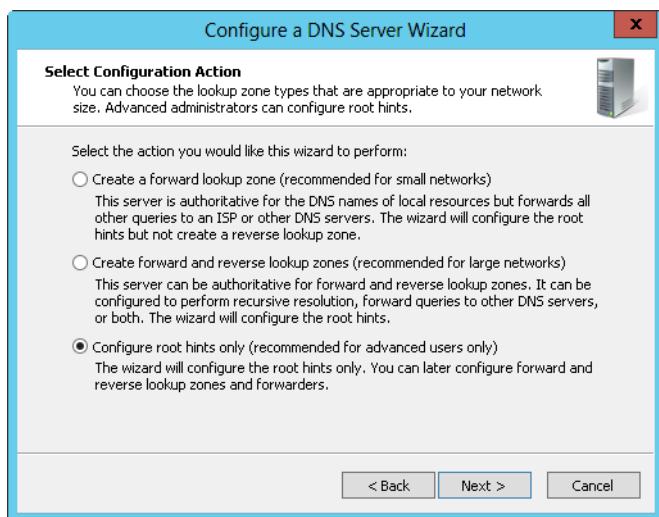 Configure a DNS Server Wizard
x
Select Configuration Action
You can choose the lookup zone types that are appropriate to your network
size. Advanced administrators can configure root hints.
Select the action you would like this wizard to perform:
Create a forward lookup zone (recommended for small networks)
This server is authoritative for the DNS names of local resources but forwards all
other queries to an ISP or other DNS servers. The wizard will configure the root
hints but not create a reverse lookup zone.
Create forward and reverse lookup zones (recommended for large networks)
This server can be authoritative for forward and reverse lookup zones. It can be
configured to perform recursive resolution, forward queries to other DNS servers,
or both. The wizard will configure the root hints.
Configure root hints only (recommended for advanced users only)
The wizard will configure the root hints only. You can later configure forward and
reverse lookup zones and forwarders.
< Back Next > Cancel